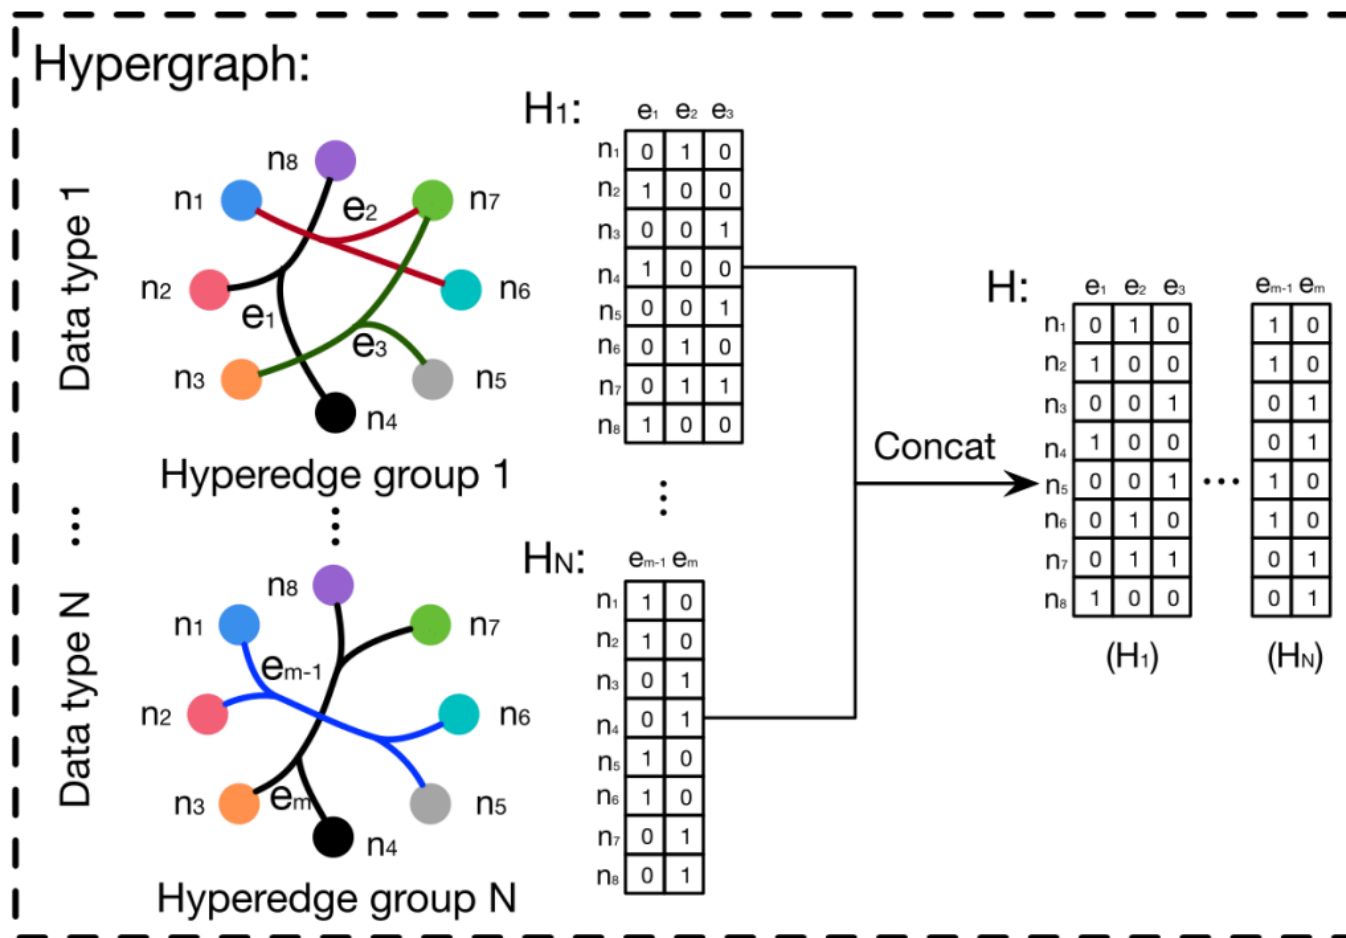 Hypergraph:
Data type 1
n8
n1
e2
n7
n2
e1
n6
n3
e3
n5
n4
Hyperedge group 1
...
...
Data type N
n8
n1
n7
em-1
n2
n6
n3
em
n5
n4
Hyperedge group N
H1:
e1 e2 e3
n1 0 1 0
n2 1 0 0
n3 0 0 1
n4 1 0 0
n5 0 0 1
n6 0 1 0
n7 0 1 1
n8 1 0 0
...
HN:
em-1 em
n1 1 0
n2 1 0
n3 0 1
n4 0 1
n5 1 0
n6 1 0
n7 0 1
n8 0 1
Concat
H:
e1 e2 e3 em-1 em
n1 0 1 0 1 0
n2 1 0 0 1 0
n3 0 0 1 0 1
n4 1 0 0 0 1
n5 0 0 1 ... 1 0
n6 0 1 0 1 0
n7 0 1 1 0 1
n8 1 0 0 0 1
(H1) (HN)